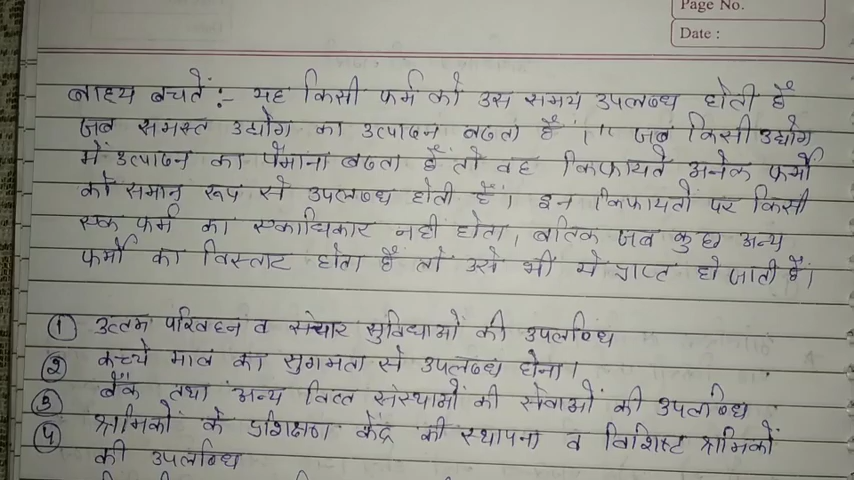 Page No.
Date :
बाह्य बचतें :- यह किसी फर्म को उस समय उपलब्ध होती हैं
जब समस्त उद्योग का उत्पादन बढता है ।" जब किसी उद्योग
में उत्पादन का पैमाना बढता है तो वह किफायते अनेक फर्मों
को समान रूप से उपलब्ध होती हैं। इन किफायतों पर किसी
एक फर्म का एकाधिकार नही होता, बल्कि जब कुछ अन्य
फर्मों का विस्तार होता है तो उसे भी ये प्राप्त हो जाती हैं।
① उत्तम परिवहन व संचार सुविधाओं की उपलब्धि
② कच्चे माल का सुगमता से उपलब्ध होना।
③ बैंक तथा अन्य वित्त संस्थाओं की सेवाओं की उपलब्धि
④ श्रमिकों के प्रशिक्षण केंद्र की स्थापना व विशिष्ट श्रमिकों
की उपलब्धि